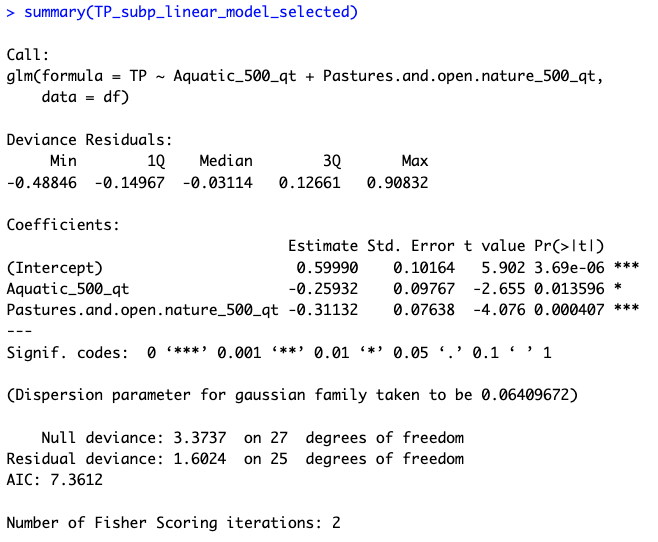 > summary(TP_subp_linear_model_selected)
Call:
glm(formula = TP ~ Aquatic_500_qt + Pastures.and.open.nature_500_qt,
    data = df)
Deviance Residuals:
     Min        1Q    Median        3Q       Max
-0.48846  -0.14967  -0.03114   0.12661   0.90832
Coefficients:
                                Estimate Std. Error t value Pr(>|t|)
(Intercept)                      0.59990    0.10164   5.902 3.69e-06 ***
Aquatic_500_qt                  -0.25932    0.09767  -2.655 0.013596 *
Pastures.and.open.nature_500_qt -0.31132    0.07638  -4.076 0.000407 ***
---
Signif. codes:  0 ‘***’ 0.001 ‘**’ 0.01 ‘*’ 0.05 ‘.’ 0.1 ‘ ’ 1
(Dispersion parameter for gaussian family taken to be 0.06409672)
    Null deviance: 3.3737  on 27  degrees of freedom
Residual deviance: 1.6024  on 25  degrees of freedom
AIC: 7.3612
Number of Fisher Scoring iterations: 2